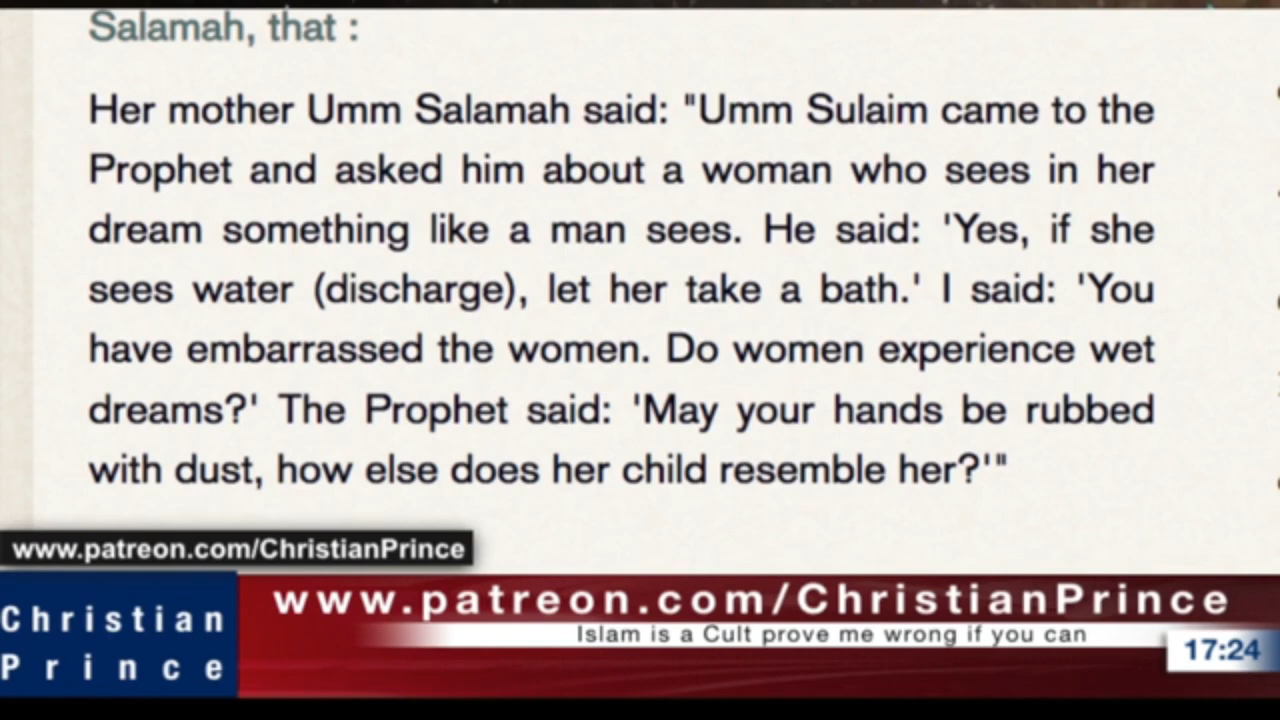 Salamah, that :
Her mother Umm Salamah said: "Umm Sulaim came to the
Prophet and asked him about a woman who sees in her
dream something like a man sees. He said: 'Yes, if she
sees water (discharge), let her take a bath.' I said: 'You
have embarrassed the women. Do women experience wet
dreams?' The Prophet said: 'May your hands be rubbed
with dust, how else does her child resemble her?'"
www.patreon.com/ChristianPrince
Christian
Prince
www.patreon.com/ChristianPrince
Islam is a Cult prove me wrong if you can
17:24